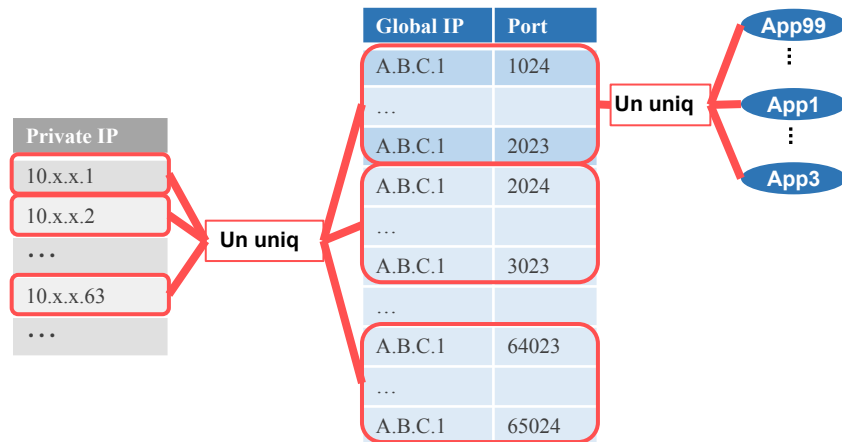 Private IP
10.x.x.1
10.x.x.2
...
10.x.x.63
...
Un uniq
Global IP Port
A.B.C.1 1024
...
A.B.C.1 2023
A.B.C.1 2024
...
A.B.C.1 3023
...
A.B.C.1 64023
...
A.B.C.1 65024
Un uniq
App99
...
App1
...
App3